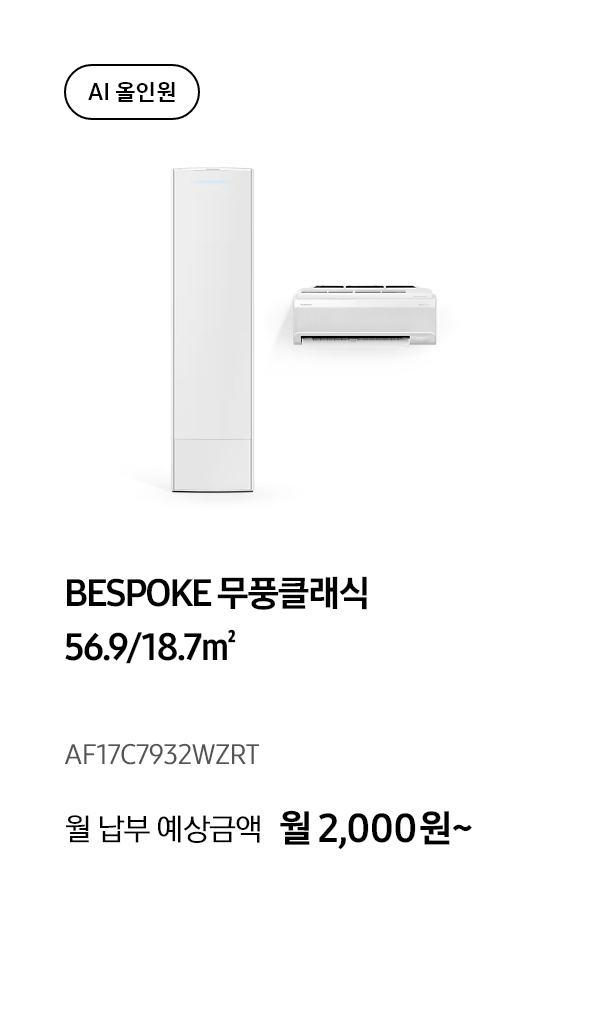 AI 올인원
BESPOKE 무풍클래식
56.9/18.7m²
AF17C7932WZRT
월 납부 예상금액 월 2,000원~